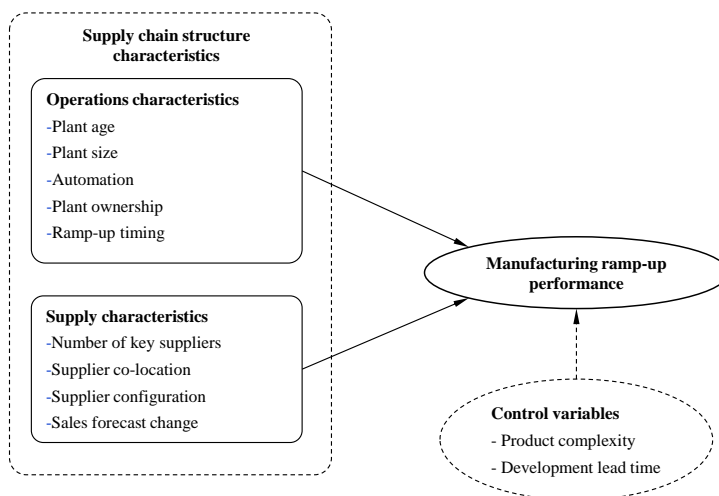 Supply chain structure
characteristics
Operations characteristics
-Plant age
-Plant size
-Automation
-Plant ownership
-Ramp-up timing
Supply characteristics
-Number of key suppliers
-Supplier co-location
-Supplier configuration
-Sales forecast change
Manufacturing ramp-up
performance
Control variables
- Product complexity
- Development lead time